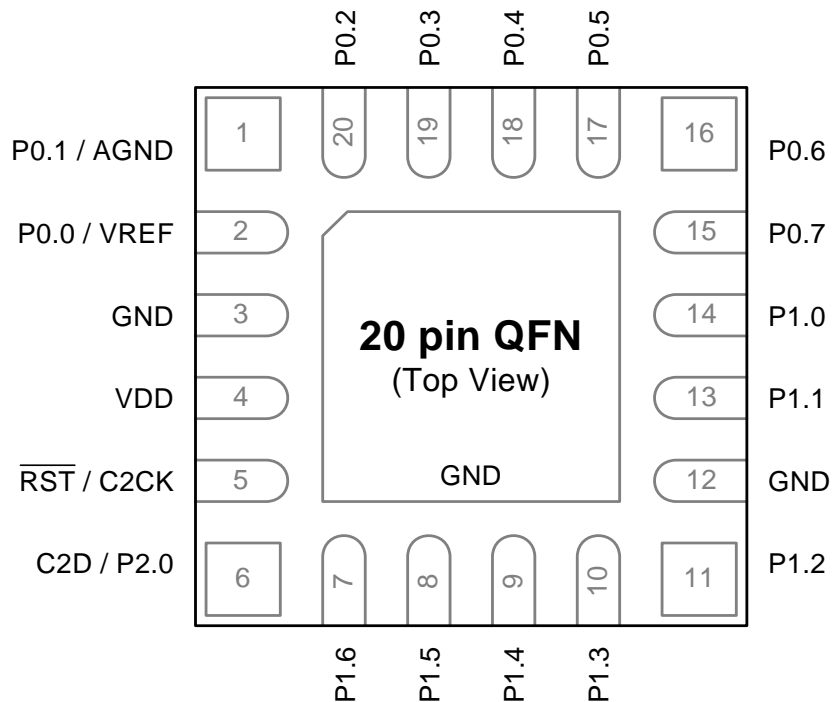 P0.2
P0.3
P0.4
P0.5
1
20
19
18
17
16
P0.1 / AGND
P0.6
P0.0 / VREF
2
15
P0.7
GND
3
14
P1.0
20 pin QFN
(Top View)
VDD
4
13
P1.1
RST / C2CK
5
GND
12
GND
C2D / P2.0
6
7
8
9
10
11
P1.2
P1.6
P1.5
P1.4
P1.3